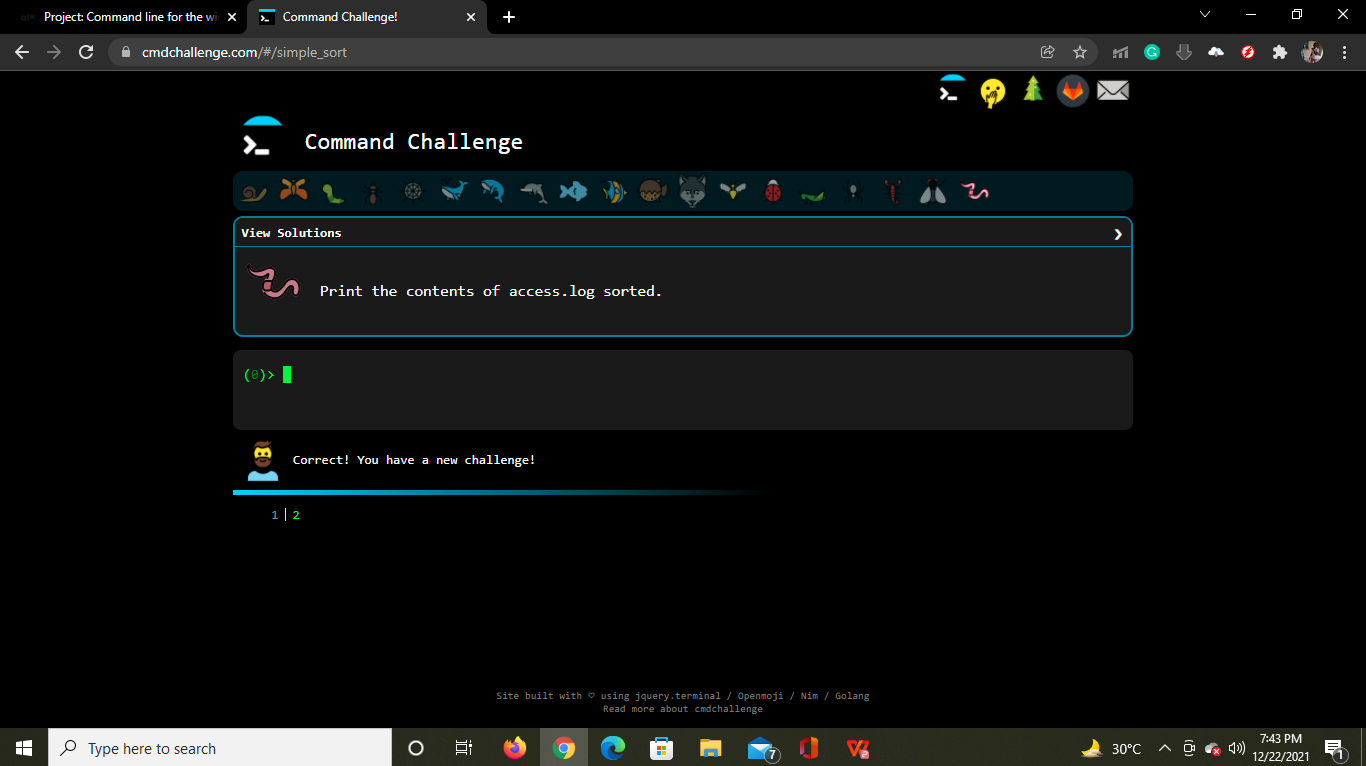 Project: Command line for the wi
Command Challenge!
cmdchallenge.com/#/simple_sort
Command Challenge
View Solutions
Print the contents of access.log sorted.
(0)>
Correct! You have a new challenge!
1 | 2
Site built with ♡ using jquery.terminal / Openmoji / Nim / Golang
Read more about cmdchallenge
Type here to search
7
30°C
7:43 PM
12/22/2021
1